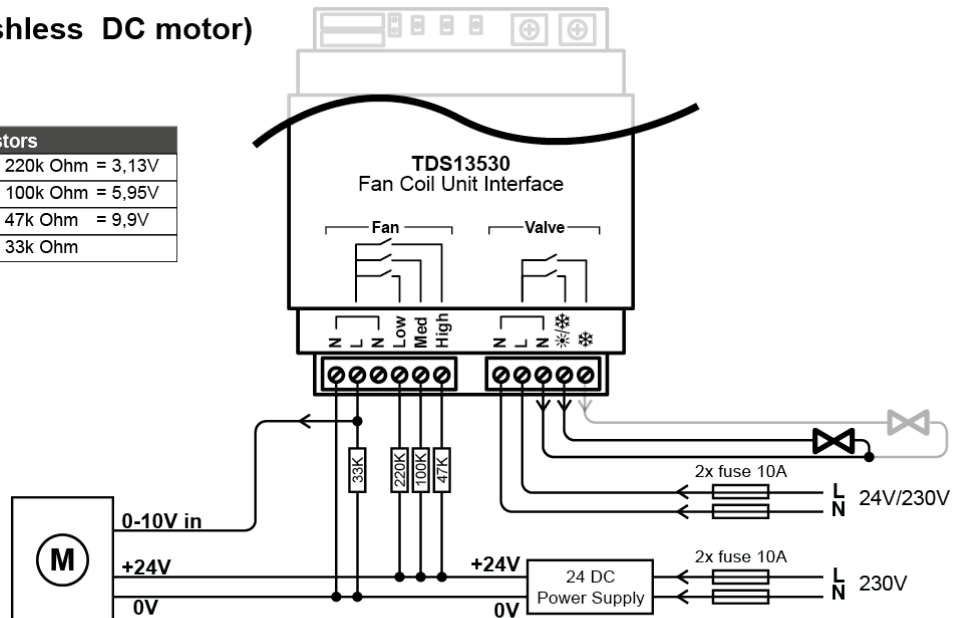 shless DC motor)
stors
220k Ohm = 3,13V
100k Ohm = 5,95V
47k Ohm = 9,9V
33k Ohm
TDS13530
Fan Coil Unit Interface
Fan
Valve
N L N Low Med High
N L N
33K
220K
100K
47K
2x fuse 10A
L
N
24V/230V
0-10V in
M
+24V
0V
+24V
0V
24 DC
Power Supply
2x fuse 10A
L
N
230V